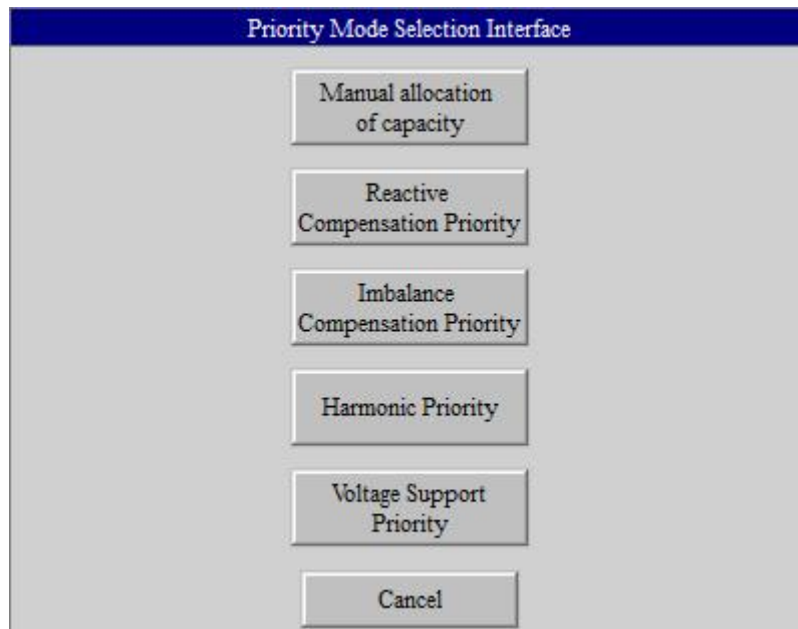 Priority Mode Selection Interface
Manual allocation
of capacity
Reactive
Compensation Priority
Imbalance
Compensation Priority
Harmonic Priority
Voltage Support
Priority
Cancel